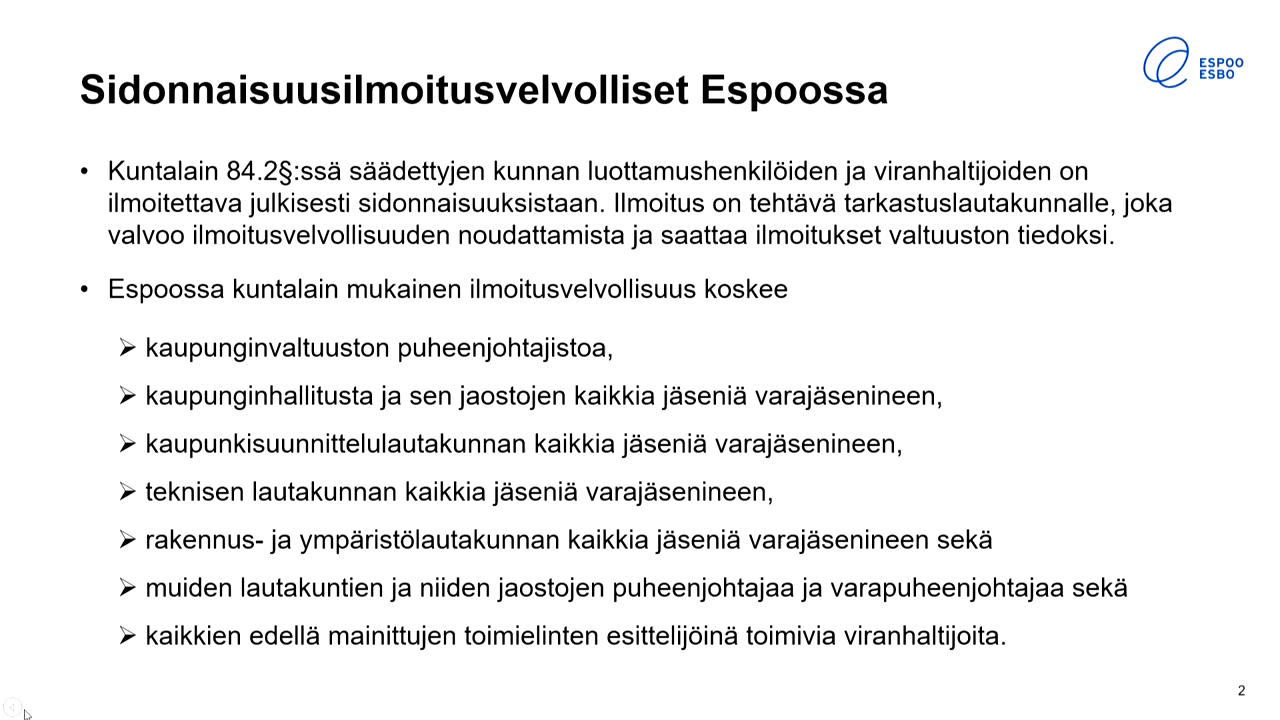 ESPOO
ESBO
Sidonnaisuusilmoitusvelvolliset Espoossa
• Kuntalain 84.2§:ssä säädettyjen kunnan luottamushenkilöiden ja viranhaltijoiden on
ilmoitettava julkisesti sidonnaisuuksistaan. Ilmoitus on tehtävä tarkastuslautakunnalle, joka
valvoo ilmoitusvelvollisuuden noudattamista ja saattaa ilmoitukset valtuuston tiedoksi.
• Espoossa kuntalain mukainen ilmoitusvelvollisuus koskee
➢ kaupunginvaltuuston puheenjohtajistoa,
➢ kaupunginhallitusta ja sen jaostojen kaikkia jäseniä varajäsenineen,
➢ kaupunkisuunnittelulautakunnan kaikkia jäseniä varajäsenineen,
➢ teknisen lautakunnan kaikkia jäseniä varajäsenineen,
➢ rakennus- ja ympäristölautakunnan kaikkia jäseniä varajäsenineen sekä
➢ muiden lautakuntien ja niiden jaostojen puheenjohtajaa ja varapuheenjohtajaa sekä
➢ kaikkien edellä mainittujen toimielinten esittelijöinä toimivia viranhaltijoita.
2